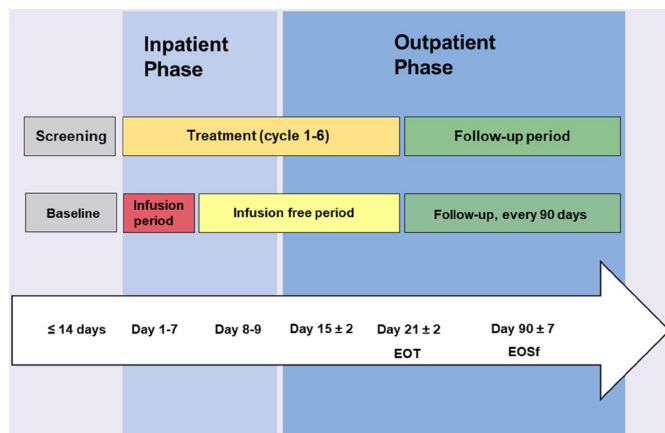 Inpatient
Phase
Outpatient
Phase
Screening
Treatment (cycle 1-6)
Follow-up period
Baseline
Infusion
period
Infusion free period
Follow-up, every 90 days
≤ 14 days
Day 1-7
Day 8-9
Day 15 ± 2
Day 21 ± 2
EOT
Day 90 ± 7
EOSf